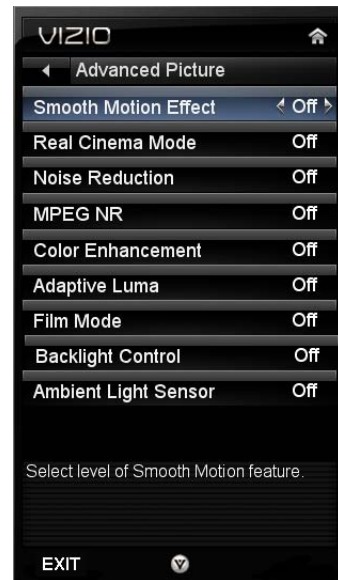 VIZIO
Advanced Picture
Smooth Motion Effect Off
Real Cinema Mode Off
Noise Reduction Off
MPEG NR Off
Color Enhancement Off
Adaptive Luma Off
Film Mode Off
Backlight Control Off
Ambient Light Sensor Off
Select level of Smooth Motion feature.
EXIT